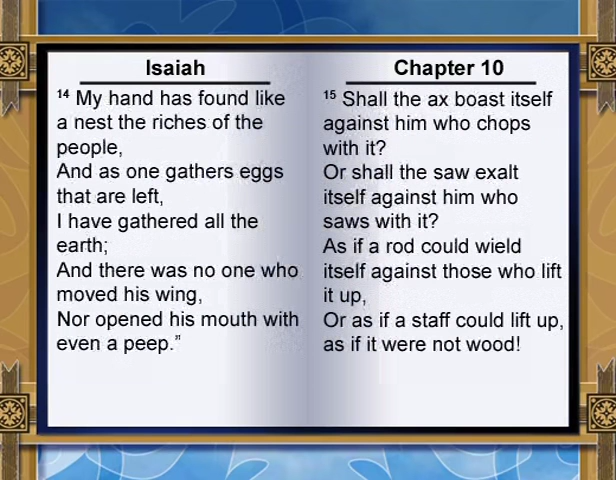 Isaiah
14 My hand has found like
a nest the riches of the
people,
And as one gathers eggs
that are left,
I have gathered all the
earth;
And there was no one who
moved his wing,
Nor opened his mouth with
even a peep.”
Chapter 10
15 Shall the ax boast itself
against him who chops
with it?
Or shall the saw exalt
itself against him who
saws with it?
As if a rod could wield
itself against those who lift
it up,
Or as if a staff could lift up,
as if it were not wood!